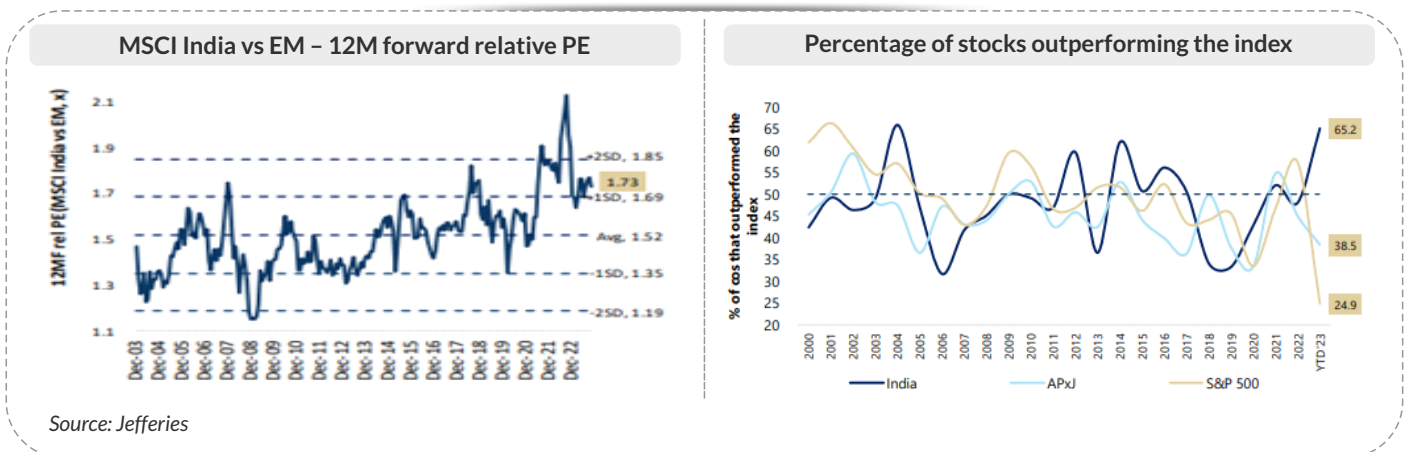 MSCI India vs EM – 12M forward relative PE
12MF rel PE(MSCI India vs EM, x)
2.1
1.9
1.7
1.5
1.3
1.1
+2SD, 1.85
1.73
+1SD, 1.69
Avg, 1.52
-1SD, 1.35
-2SD, 1.19
Dec-03
Dec-04
Dec-05
Dec-06
Dec-07
Dec-08
Dec-09
Dec-10
Dec-11
Dec-12
Dec-13
Dec-14
Dec-15
Dec-16
Dec-17
Dec-18
Dec-19
Dec-20
Dec-21
Dec-22
Percentage of stocks outperforming the index
% of cos that outperformed the
index
70
65
60
55
50
45
40
35
30
25
20
65.2
38.5
24.9
2000
2001
2002
2003
2004
2005
2006
2007
2008
2009
2010
2011
2012
2013
2014
2015
2016
2017
2018
2019
2020
2021
2022
YTD'23
India
APxJ
S&P 500
Source: Jefferies